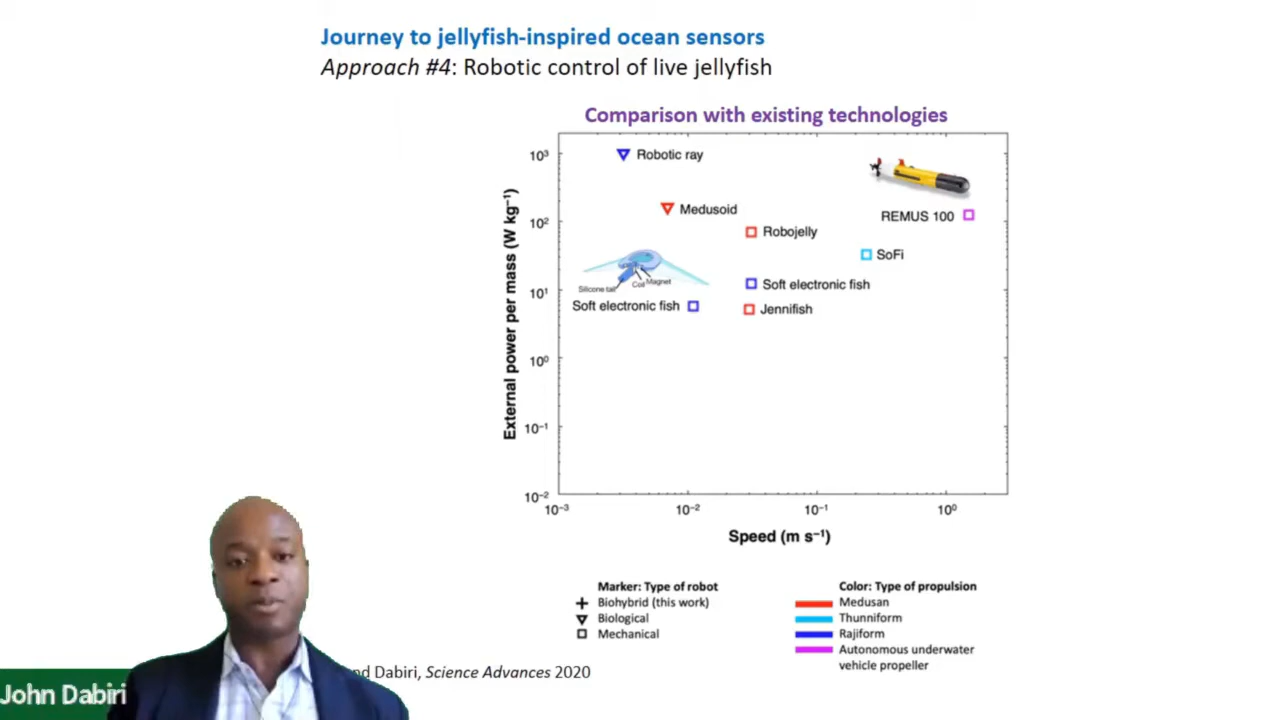 Journey to jellyfish-inspired ocean sensors
Approach #4: Robotic control of live jellyfish
Comparison with existing technologies
External power per mass (W kg⁻¹)
10³
10²
10¹
10⁰
10⁻¹
10⁻²
Robotic ray
Medusoid
REMUS 100
Robojelly
SoFi
Silicone tail
Coil
Magnet
Soft electronic fish
Soft electronic fish
Jennifish
10⁻³
10⁻²
10⁻¹
10⁰
Speed (m s⁻¹)
Marker: Type of robot
Biohybrid (this work)
Biological
Mechanical
Color: Type of propulsion
Medusan
Thunniform
Rajiform
Autonomous underwater
vehicle propeller
Dabiri, Science Advances 2020
John Dabiri